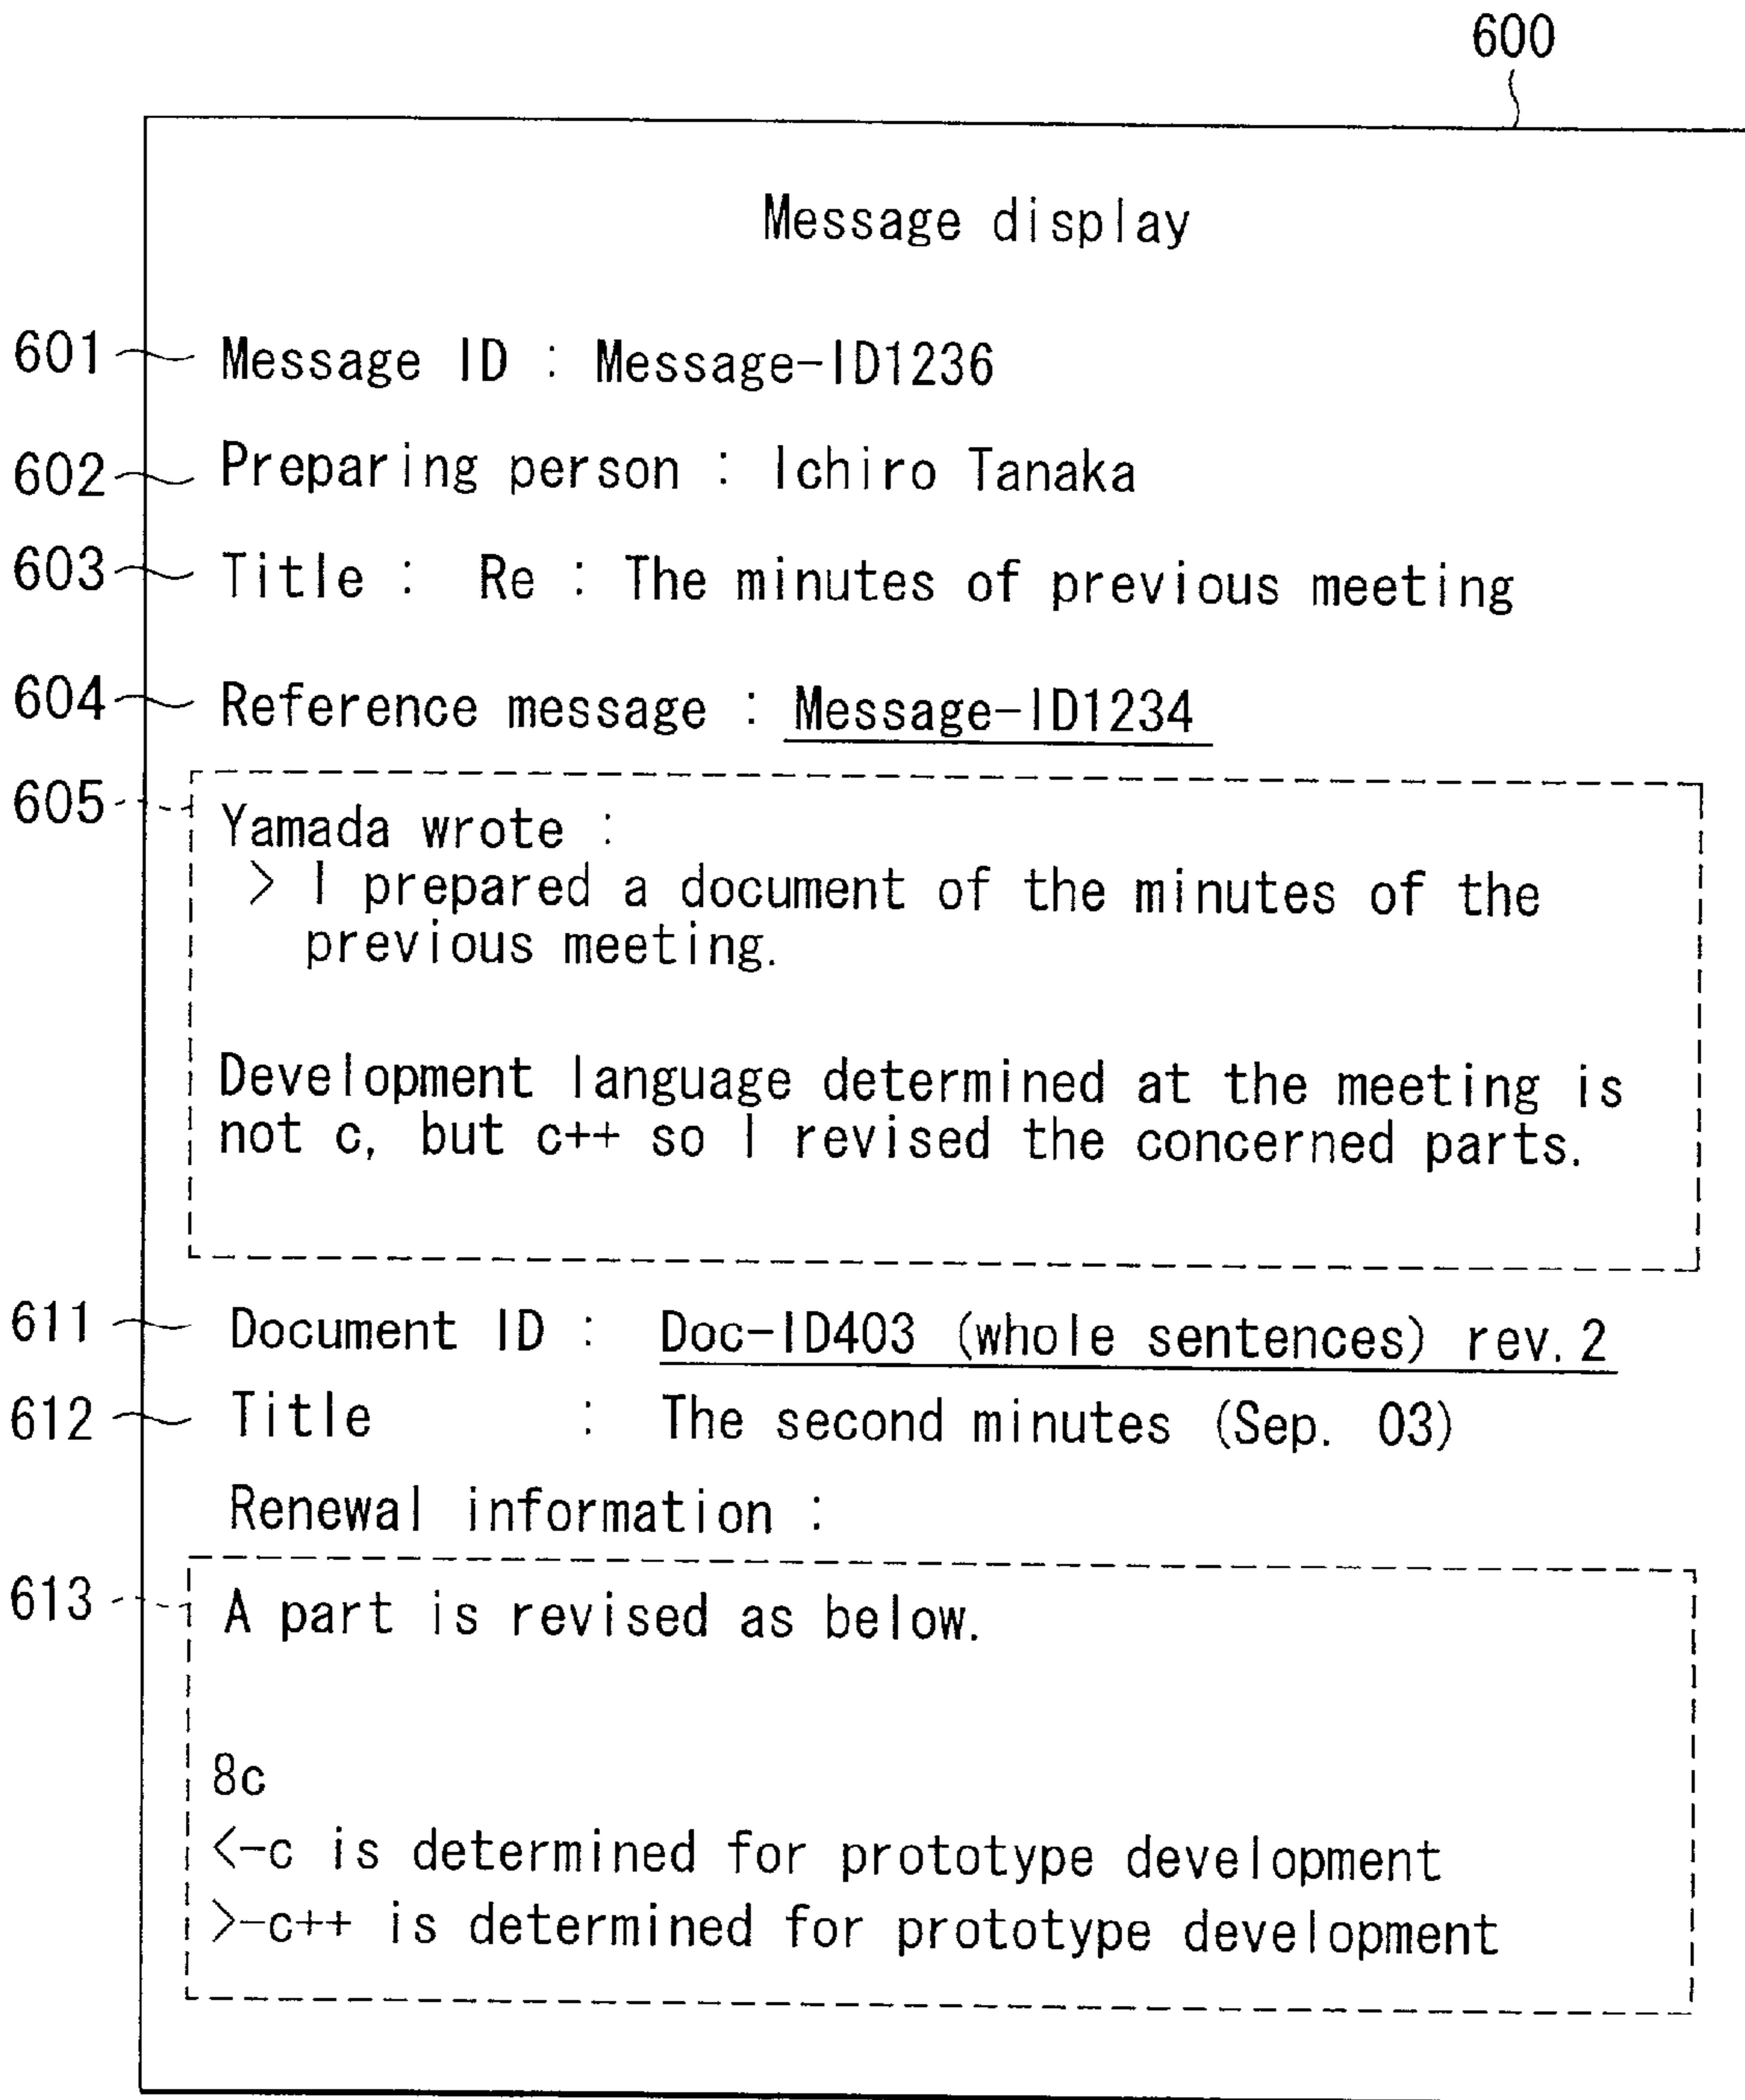 600
Message display
601 Message ID : Message-ID1236
602 Preparing person : Ichiro Tanaka
603 Title : Re : The minutes of previous meeting
604 Reference message : Message-ID1234
605 Yamada wrote :
> I prepared a document of the minutes of the
previous meeting.
Development language determined at the meeting is
not c, but c++ so I revised the concerned parts.
611 Document ID : Doc-ID403 (whole sentences) rev. 2
612 Title : The second minutes (Sep. 03)
Renewal information :
613 A part is revised as below.
8c
<-c is determined for prototype development
>-c++ is determined for prototype development